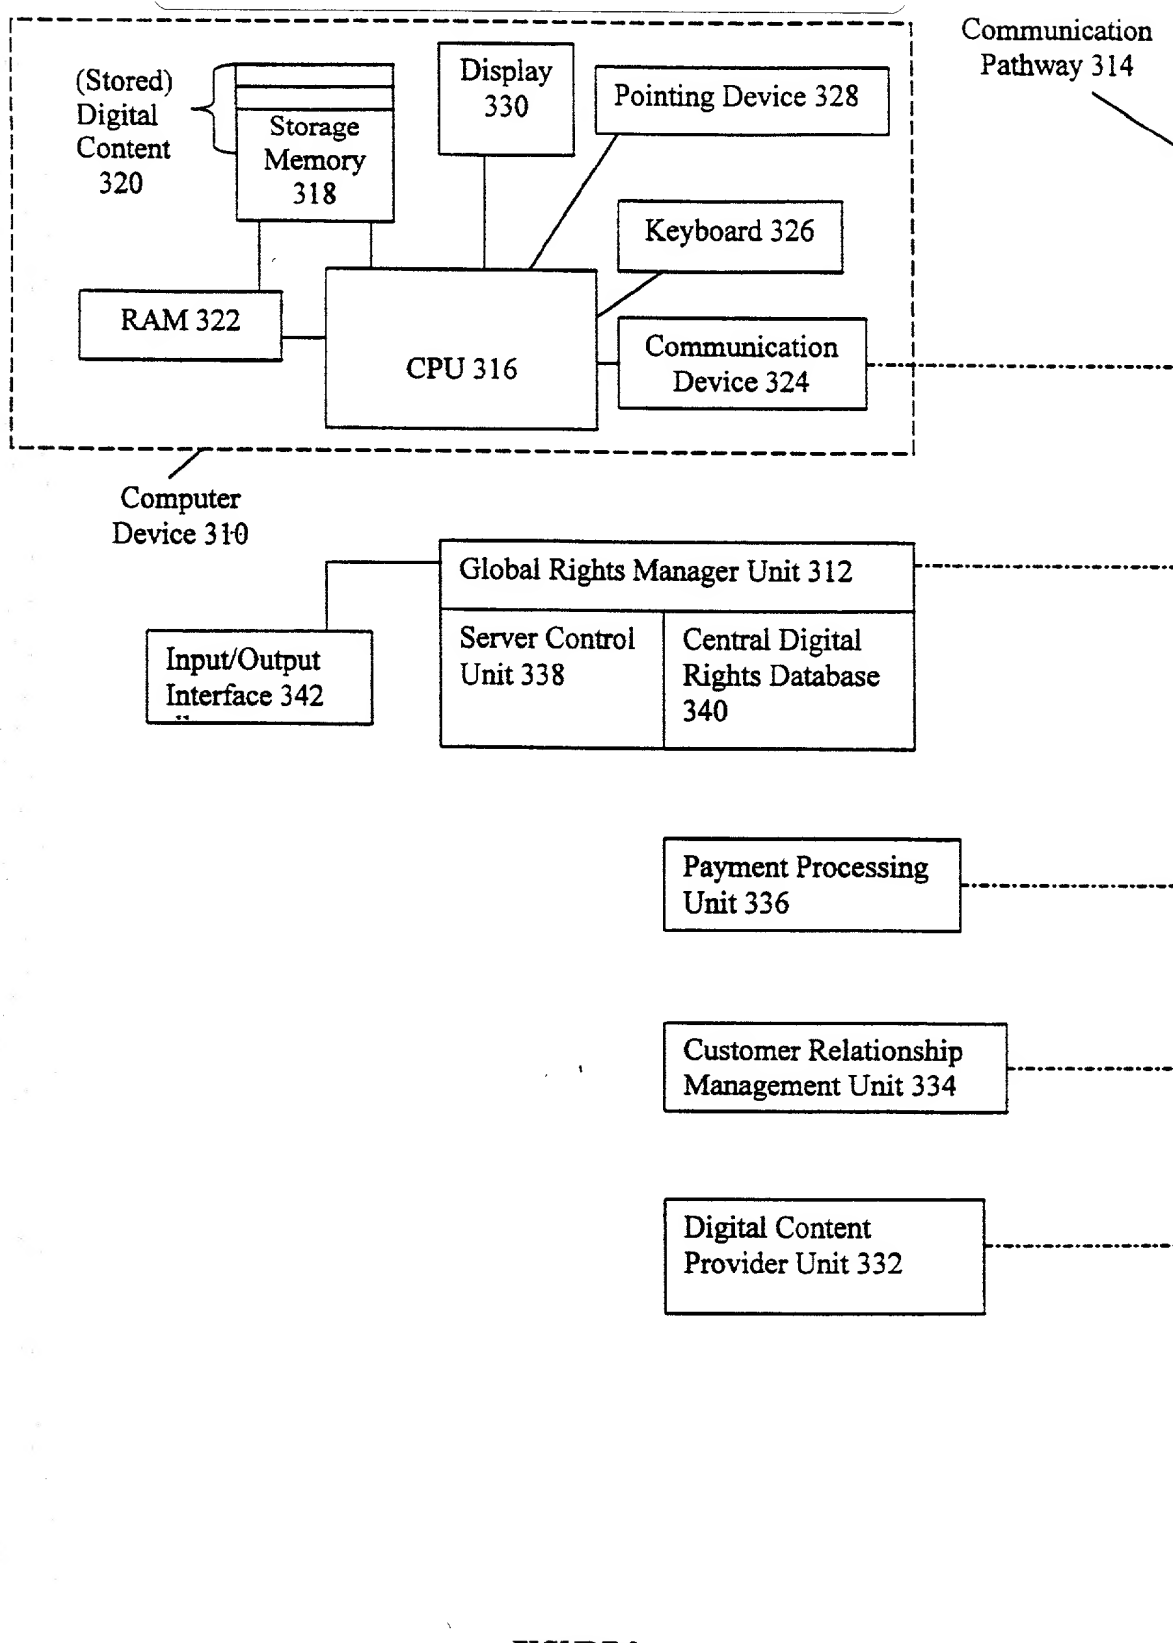 Communication
Pathway 314
(Stored)
Digital
Content
320
Storage
Memory
318
Display
330
Pointing Device 328
Keyboard 326
RAM 322
CPU 316
Communication
Device 324
Computer
Device 310
Global Rights Manager Unit 312
Server Control
Unit 338
Central Digital
Rights Database
340
Input/Output
Interface 342
Payment Processing
Unit 336
Customer Relationship
Management Unit 334
Digital Content
Provider Unit 332